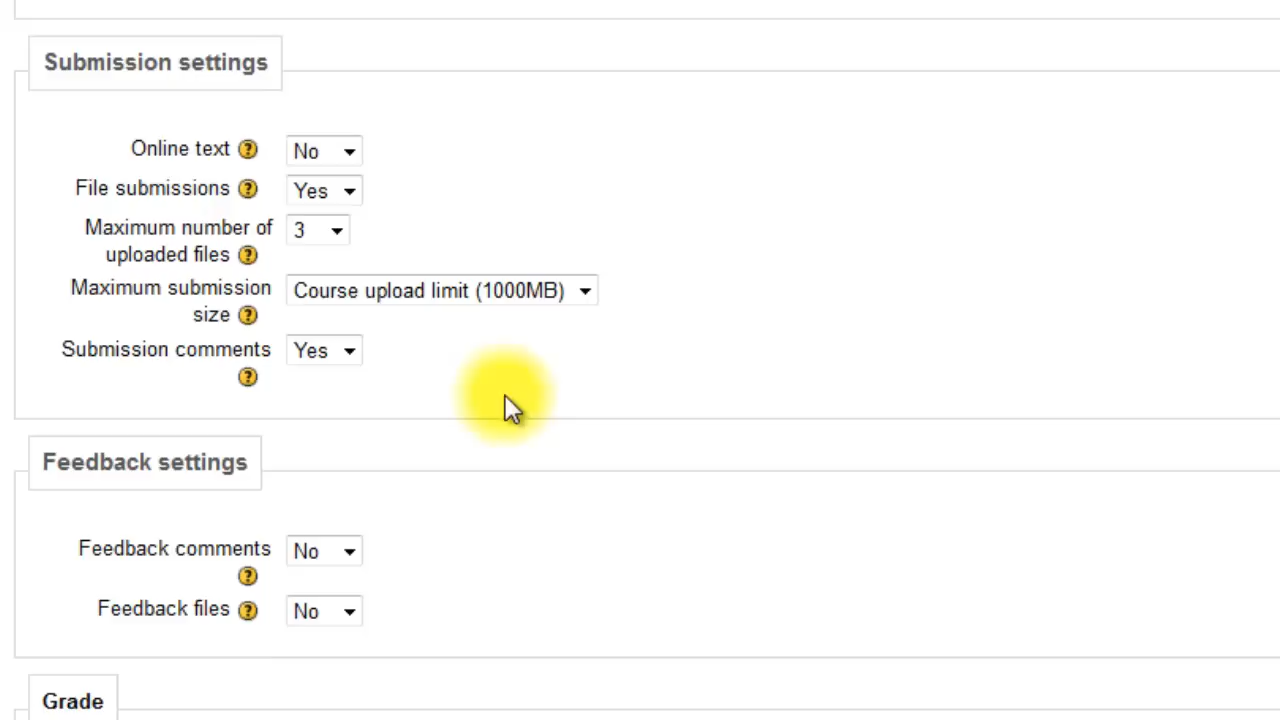 Submission settings
Online text ? No
File submissions ? Yes
Maximum number of
uploaded files ? 3
Maximum submission
size ? Course upload limit (1000MB)
Submission comments Yes
?
Feedback settings
Feedback comments No
?
Feedback files ? No
Grade